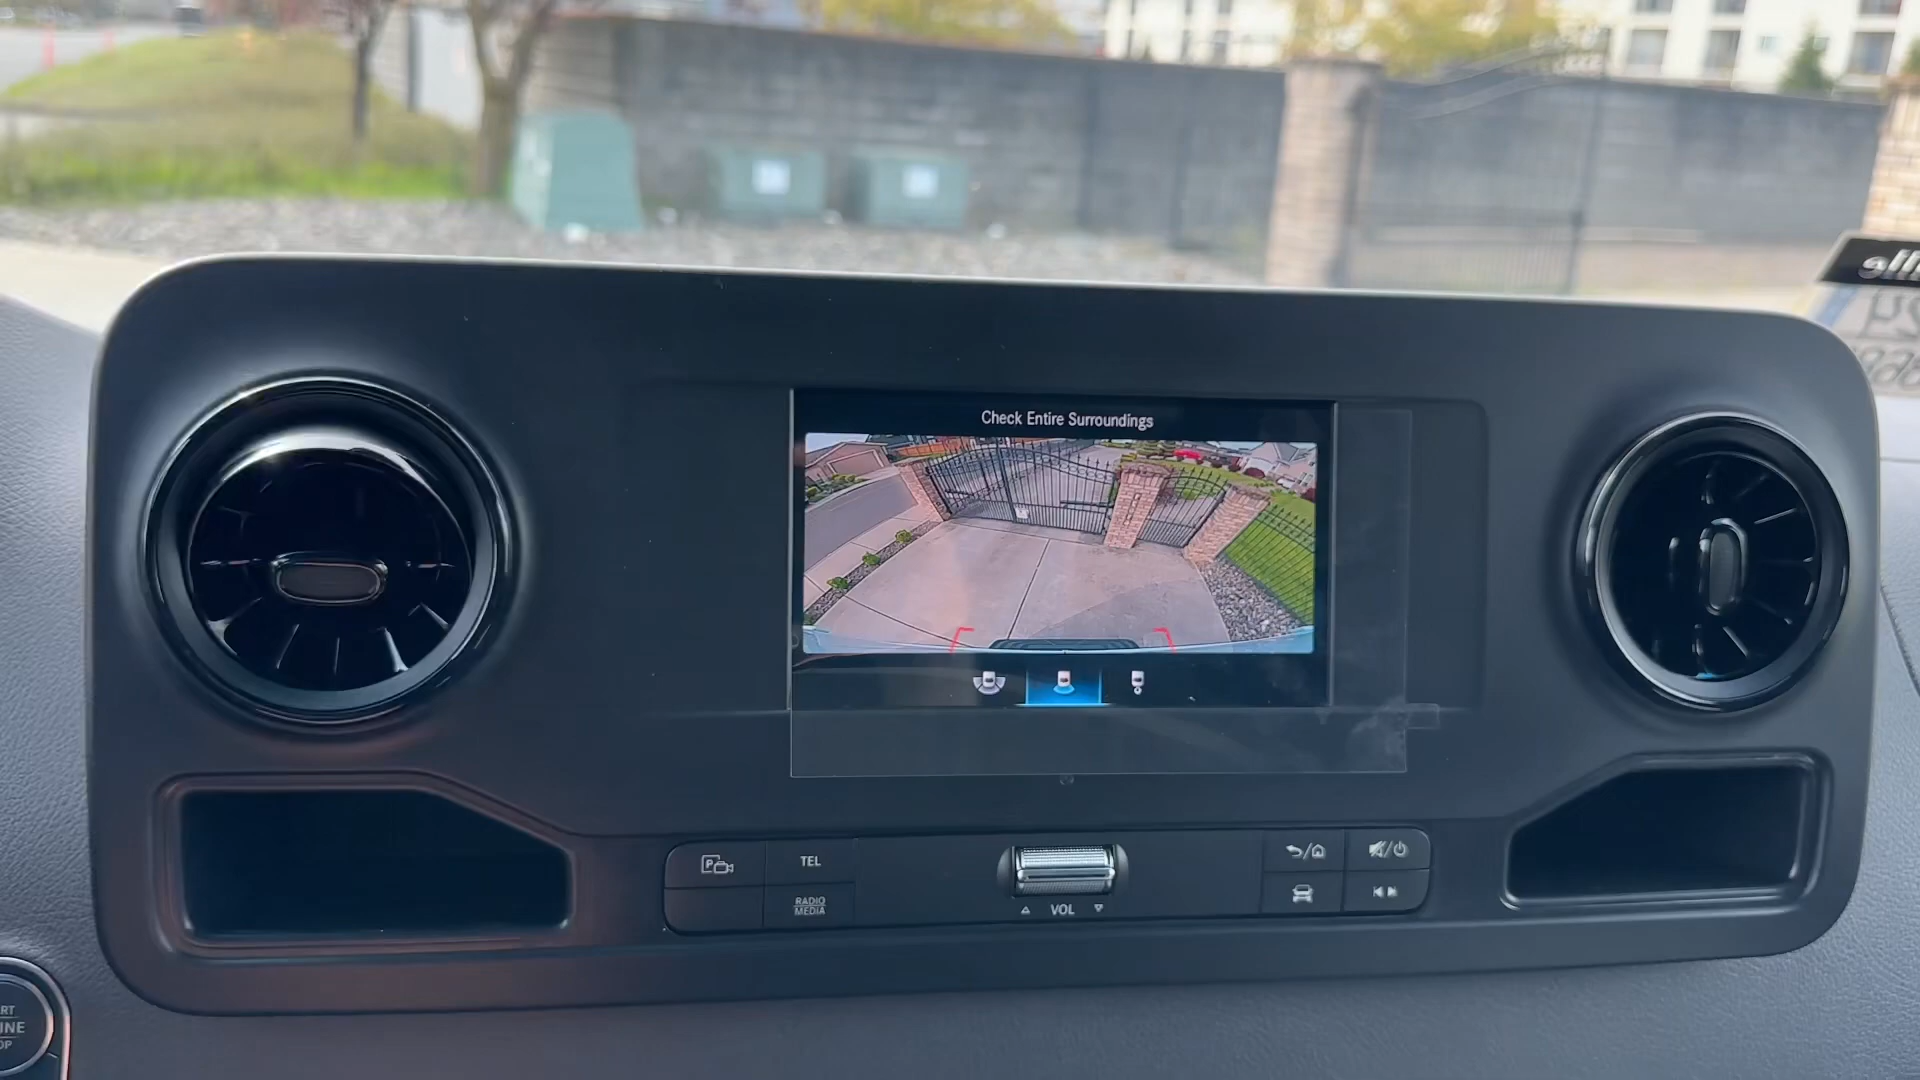 Check Entire Surroundings
P
TEL
RADIO
MEDIA
VOL